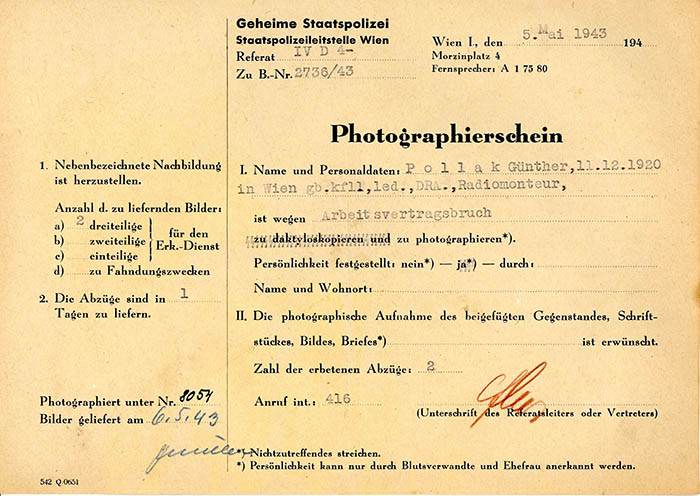 Geheime Staatspolizei
Staatspolizeileitstelle Wien
Referat IV D 4-
Zu B.-Nr. 2736/43
Wien I., den 5. Mai 1943 194
Morzinplatz 4
Fernsprecher: A 1 75 80
Photographierschein
1. Nebenbezeichnete Nachbildung
ist herzustellen.
Anzahl d. zu liefernden Bilder:
a) 2 dreiteilige
b) zweiteilige
c) einteilige
für den
Erk.-Dienst
d) zu Fahndungszwecken
2. Die Abzüge sind in 1
Tagen zu liefern.
Photographiert unter Nr. 8054
Bilder geliefert am 6.5.43
I. Name und Personaldaten: P o l l a k Günther,11.12.1920
in Wien gb.kfll,led.,DRA.,Radiomonteur,
ist wegen Arbeitsvertragsbruch
zu daktyloskopieren und zu photographieren*).
Persönlichkeit festgestellt: nein*) — ja*) — durch:
Name und Wohnort:
II. Die photographische Aufnahme des beigefügten Gegenstandes, Schrift-
stückes, Bildes, Briefes*) ist erwünscht.
Zahl der erbetenen Abzüge: 2
Anruf int.: 416
(Unterschrift des Referatsleiters oder Vertreters)
*) Nichtzutreffendes streichen.
*) Persönlichkeit kann nur durch Blutsverwandte und Ehefrau anerkannt werden.
542 Q/0651